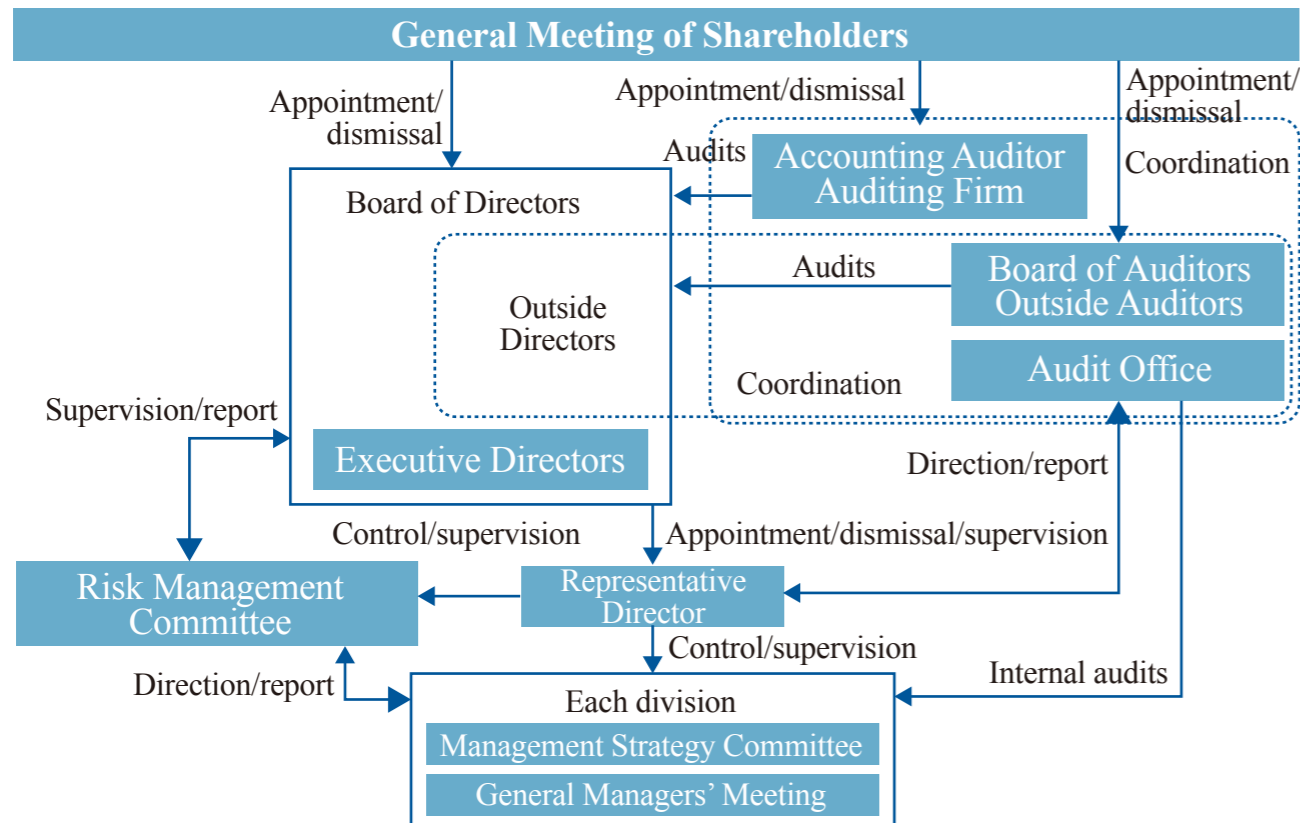 General Meeting of Shareholders
Appointment/
dismissal
Appointment/dismissal
Appointment/
dismissal
Audits
Accounting Auditor
Auditing Firm
Coordination
Board of Directors
Audits
Board of Auditors
Outside Auditors
Outside
Directors
Coordination
Audit Office
Supervision/report
Executive Directors
Direction/report
Control/supervision
Appointment/dismissal/supervision
Risk Management
Committee
Representative
Director
Control/supervision
Direction/report
Internal audits
Each division
Management Strategy Committee
General Managers’ Meeting